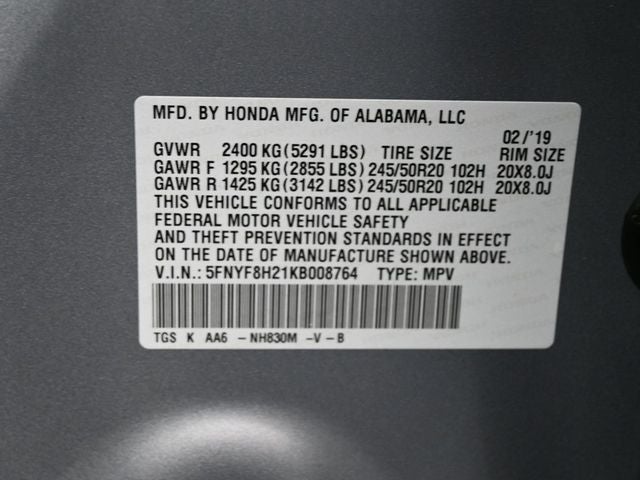 MFD. BY HONDA MFG. OF ALABAMA, LLC
02/'19
GVWR 2400 KG(5291 LBS) TIRE SIZE RIM SIZE
GAWR F 1295 KG(2855 LBS)245/50R20 102H 20X8.0J
GAWR R 1425 KG(3142 LBS)245/50R20 102H 20X8.0J
THIS VEHICLE CONFORMS TO ALL APPLICABLE
FEDERAL MOTOR VEHICLE SAFETY
AND THEFT PREVENTION STANDARDS IN EFFECT
ON THE DATE OF MANUFACTURE SHOWN ABOVE.
V.I.N.: 5FNYF8H21KB008764 TYPE: MPV
TGS K AA6 -NH830M -V-B